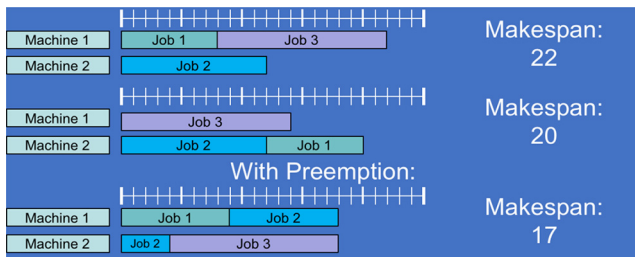 Machine 1 Job 1 Job 3
Machine 2 Job 2
Makespan:
22
Machine 1 Job 3
Machine 2 Job 2 Job 1
Makespan:
20
With Preemption:
Machine 1 Job 1 Job 2
Machine 2 Job 2 Job 3
Makespan:
17